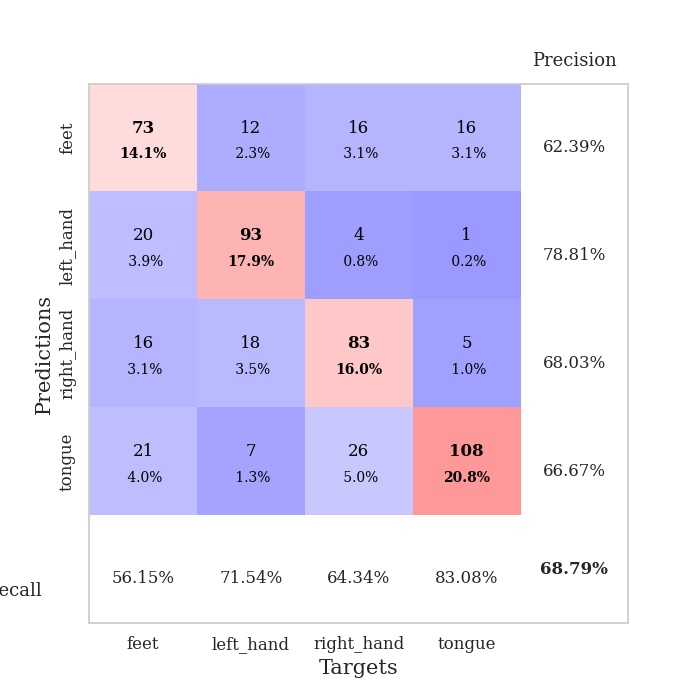 Precision
feet 73 12 16 16 62.39%
14.1% 2.3% 3.1% 3.1%
left_hand 20 93 4 1 78.81%
3.9% 17.9% 0.8% 0.2%
Predictions
right_hand 16 18 83 5 68.03%
3.1% 3.5% 16.0% 1.0%
tongue 21 7 26 108 66.67%
4.0% 1.3% 5.0% 20.8%
ecall 56.15% 71.54% 64.34% 83.08% 68.79%
feet left_hand right_hand tongue
Targets